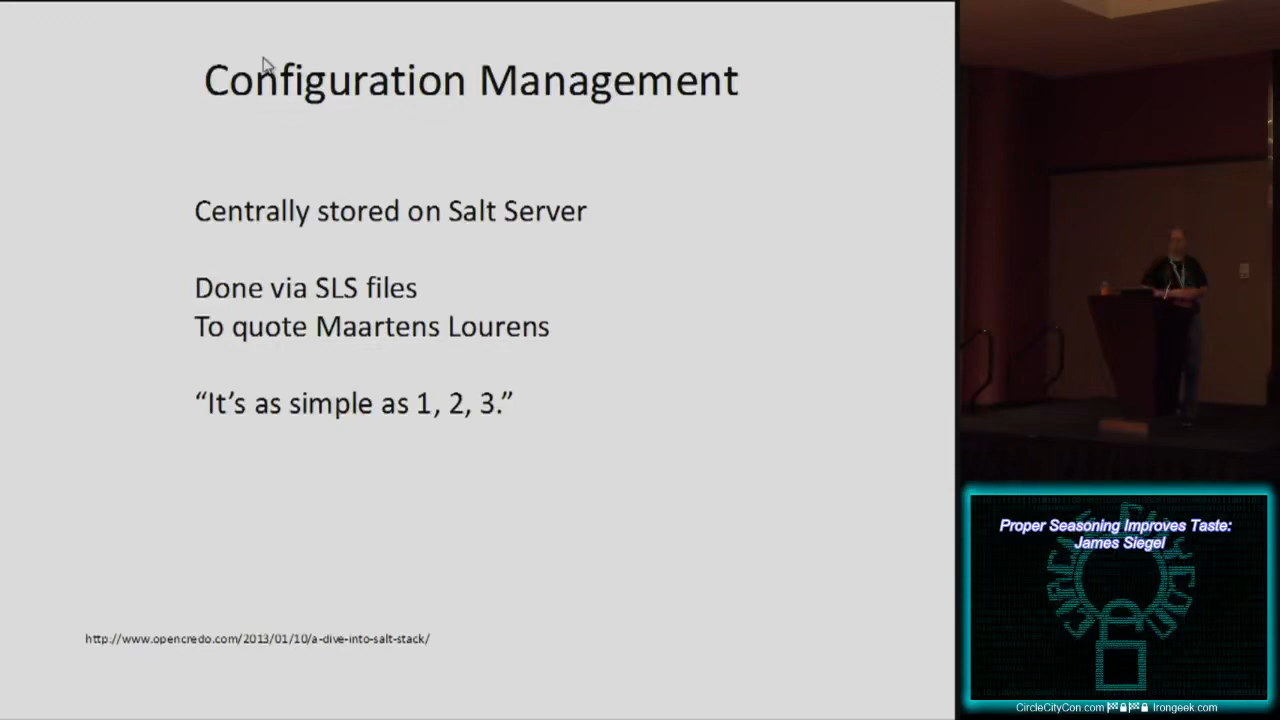 Configuration Management
Centrally stored on Salt Server
Done via SLS files
To quote Maartens Lourens
“It’s as simple as 1, 2, 3.”
http://www.opencredo.com/2013/01/10/a-dive-into-salt-stack/
Proper Seasoning Improves Taste:
James Siegel
CircleCityCon.com Irongeek.com